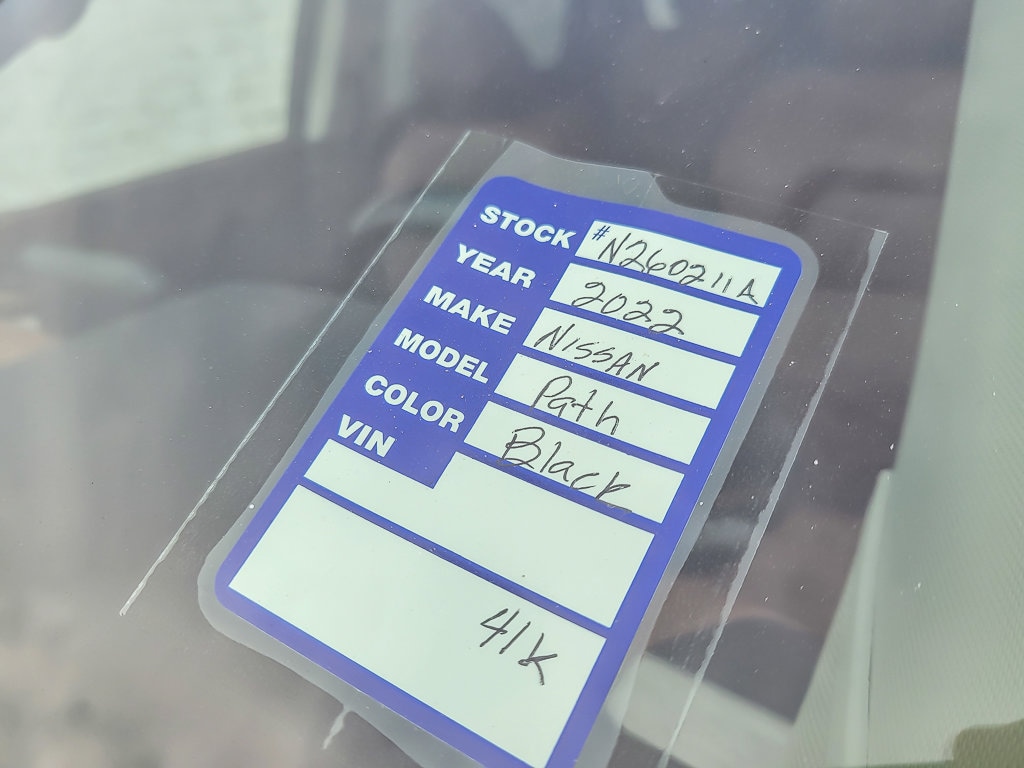 STOCK # N260211A
YEAR 2022
MAKE NISSAN
MODEL Path
COLOR Black
VIN
41K